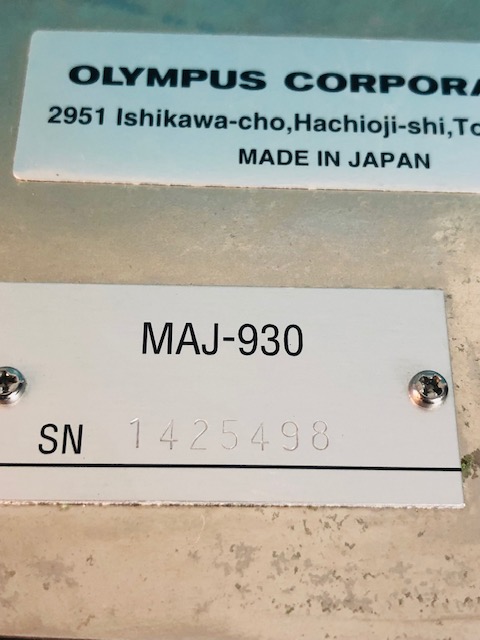 OLYMPUS CORPORA
2951 Ishikawa-cho,Hachioji-shi,To
MADE IN JAPAN
MAJ-930
SN 1425498